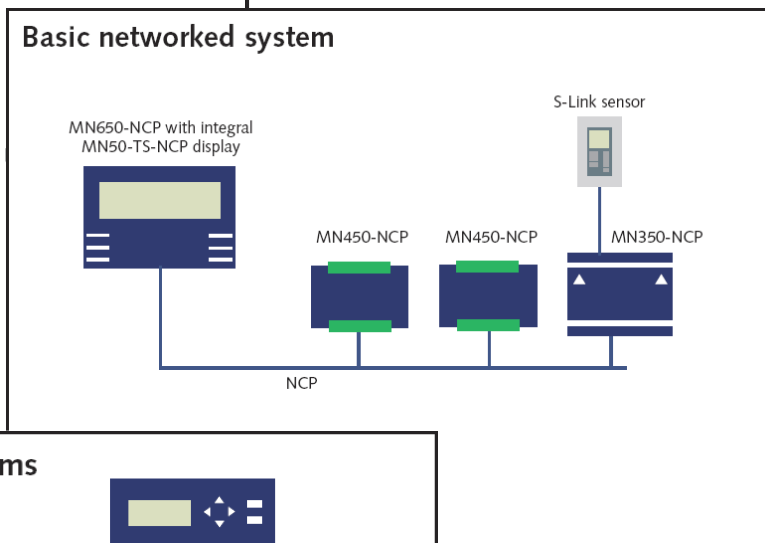 Basic networked system
S-Link sensor
MN650-NCP with integral
MN50-TS-NCP display
MN450-NCP
MN450-NCP
MN350-NCP
NCP
ms